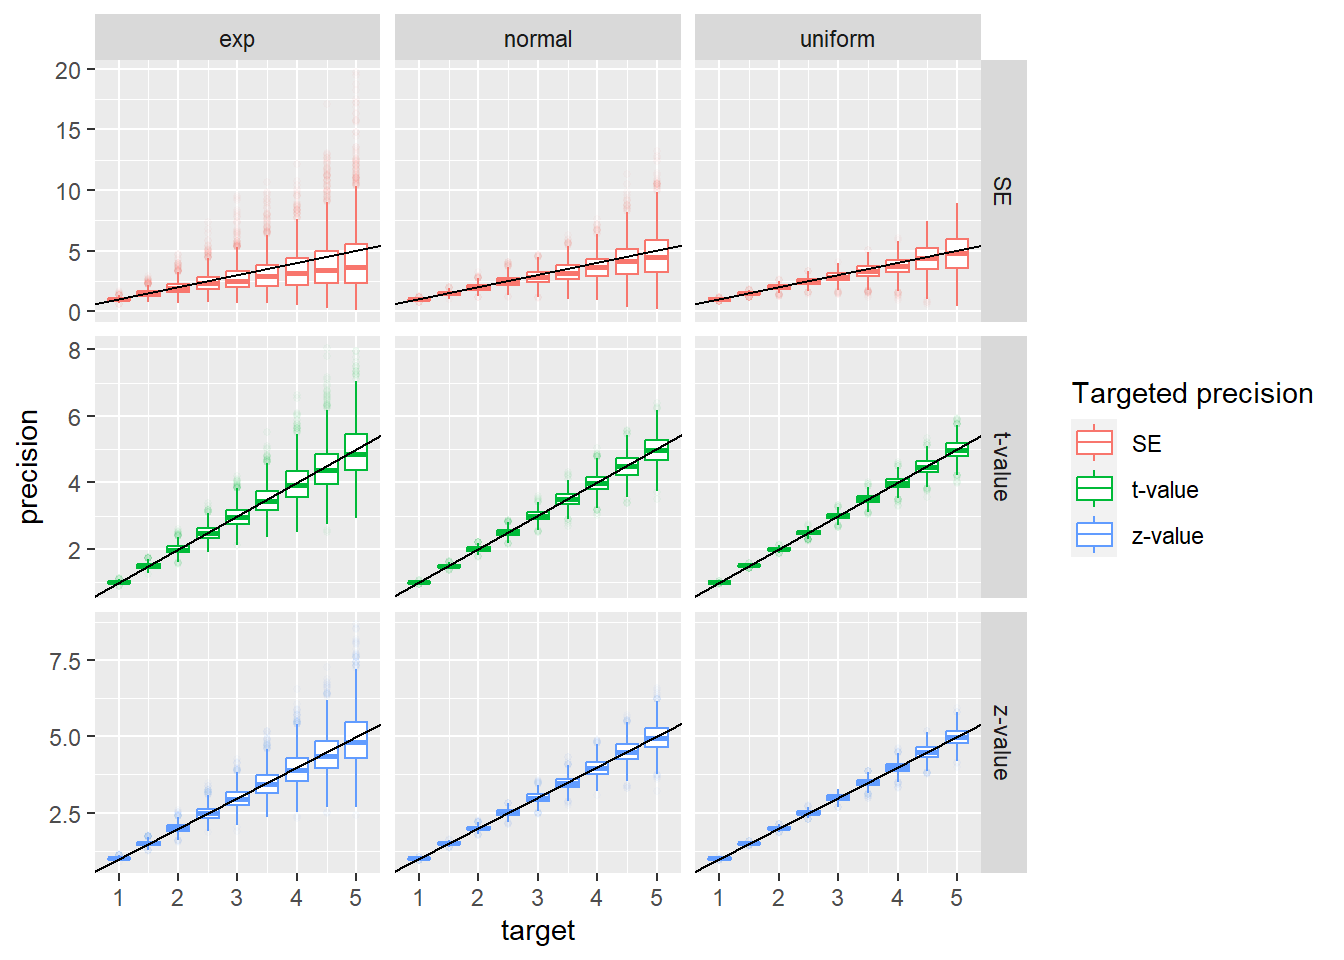 exp normal uniform
20
15
10
5
0
SE
8
6
4
2
t-value
7.5
5.0
2.5
z-value
1 2 3 4 5 1 2 3 4 5 1 2 3 4 5
target
precision
Targeted precision
SE
t-value
z-value